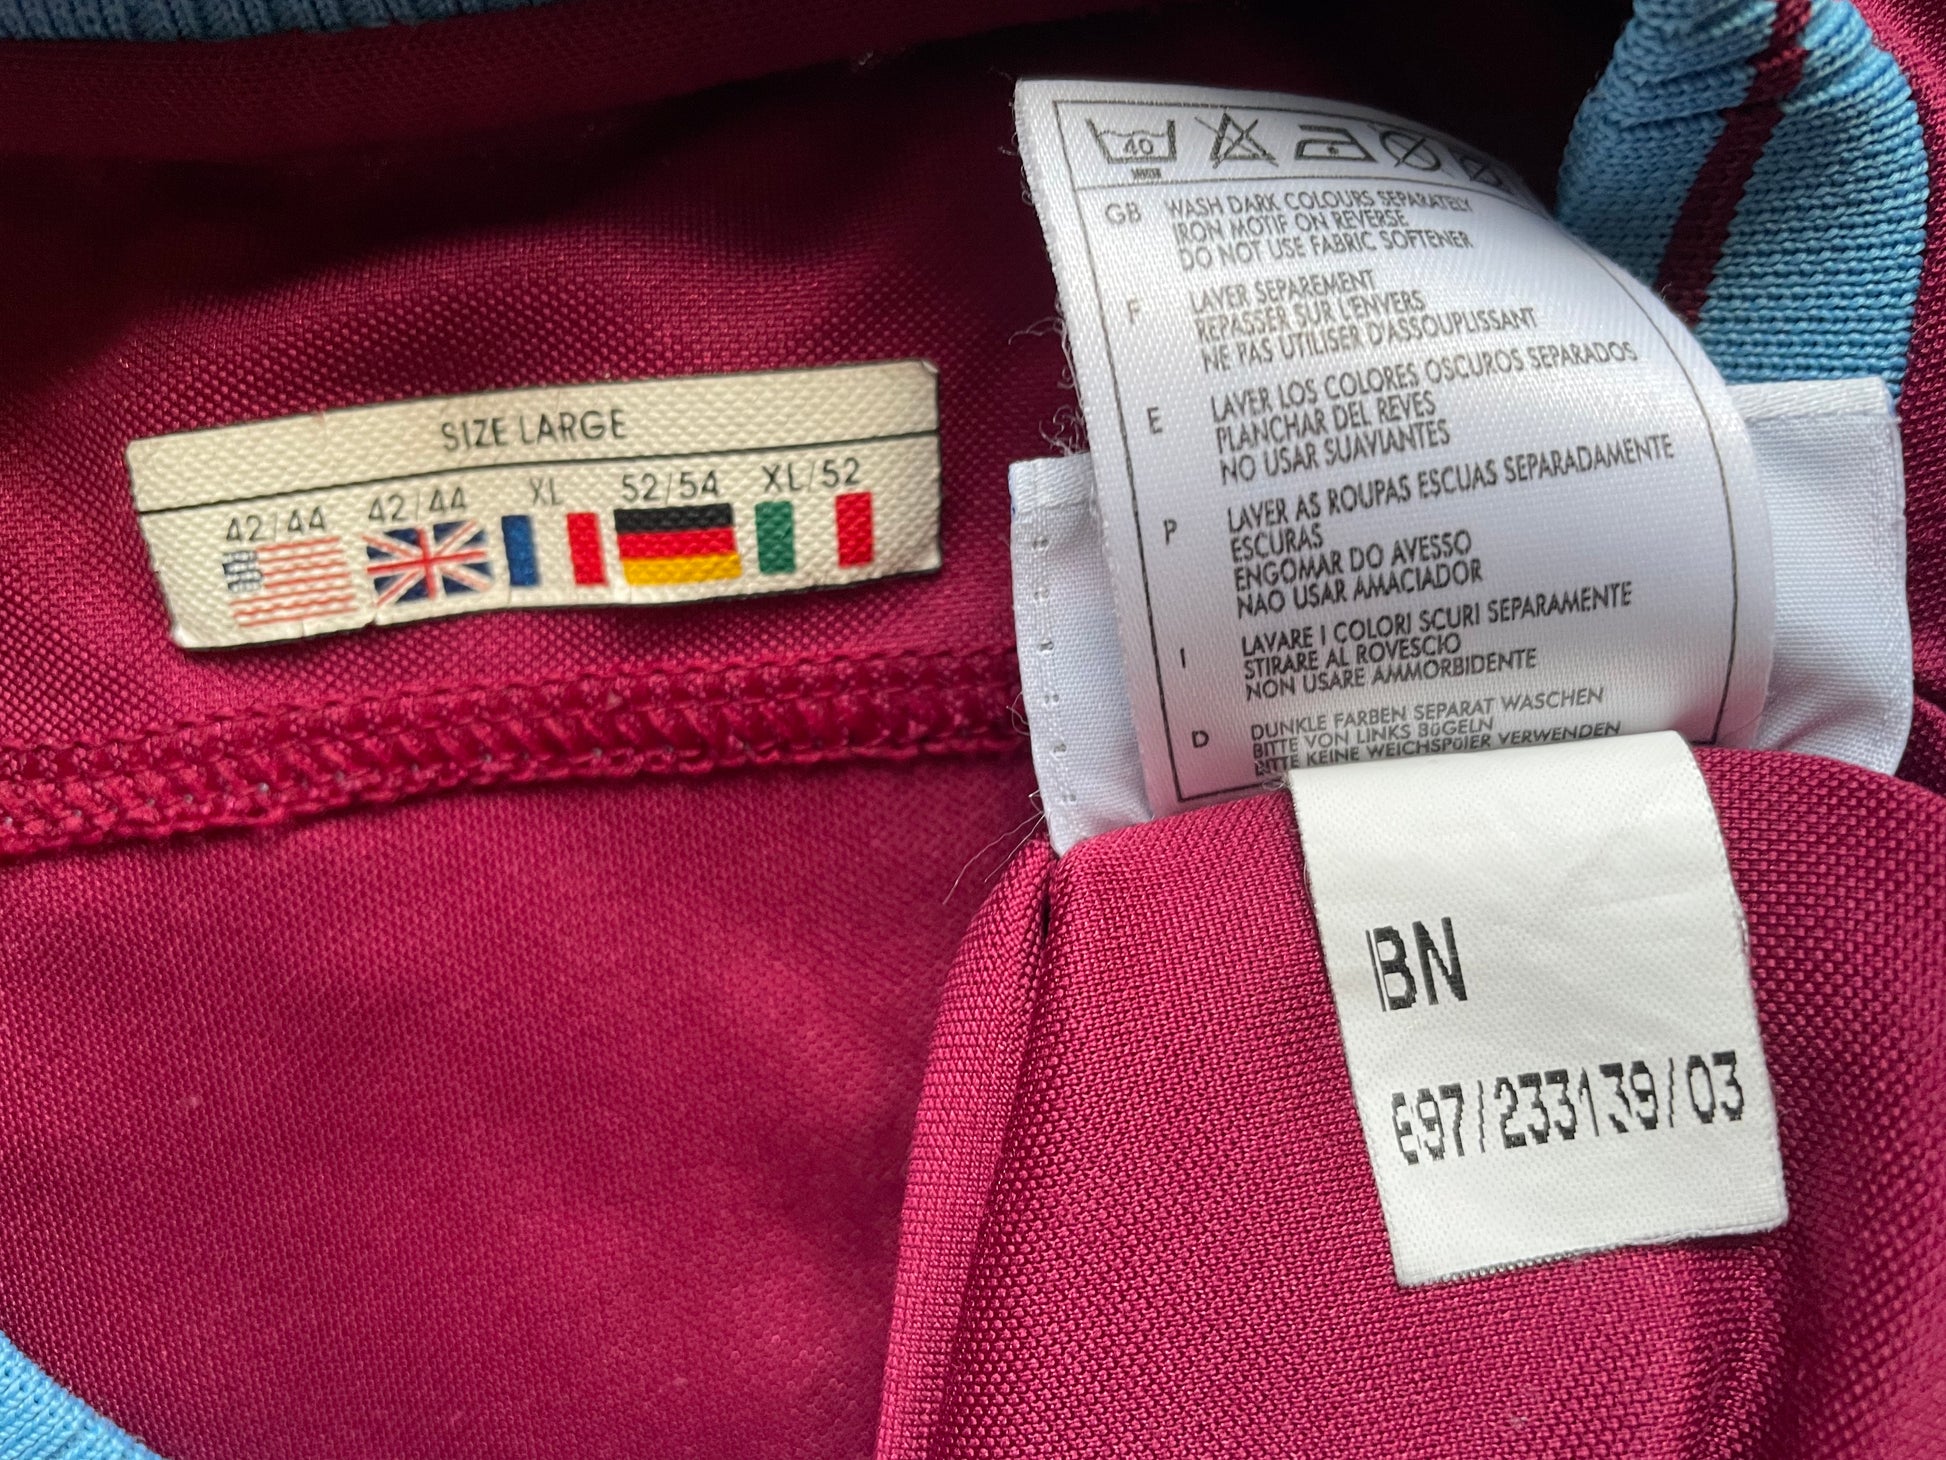 SIZE LARGE
42/44 42/44 XL 52/54 XL/52
40
GB WASH DARK COLOURS SEPARATELY
IRON MOTIF ON REVERSE
DO NOT USE FABRIC SOFTENER
F LAVER SEPAREMENT
REPASSER SUR L'ENVERS
NE PAS UTILISER D'ASSOUPLISSANT
E LAVER LOS COLORES OSCUROS SEPARADOS
PLANCHAR DEL REVES
NO USAR SUAVIANTES
P LAVER AS ROUPAS ESCUAS SEPARADAMENTE
ESCURAS
ENGOMAR DO AVESSO
NAO USAR AMACIADOR
I LAVARE I COLORI SCURI SEPARAMENTE
STIRARE AL ROVESCIO
NON USARE AMMORBIDENTE
D DUNKLE FARBEN SEPARAT WASCHEN
BITTE VON LINKS BüGELN
BITTE KEINE WEICHSPüIER VERWENDEN
BN
697/233139/03